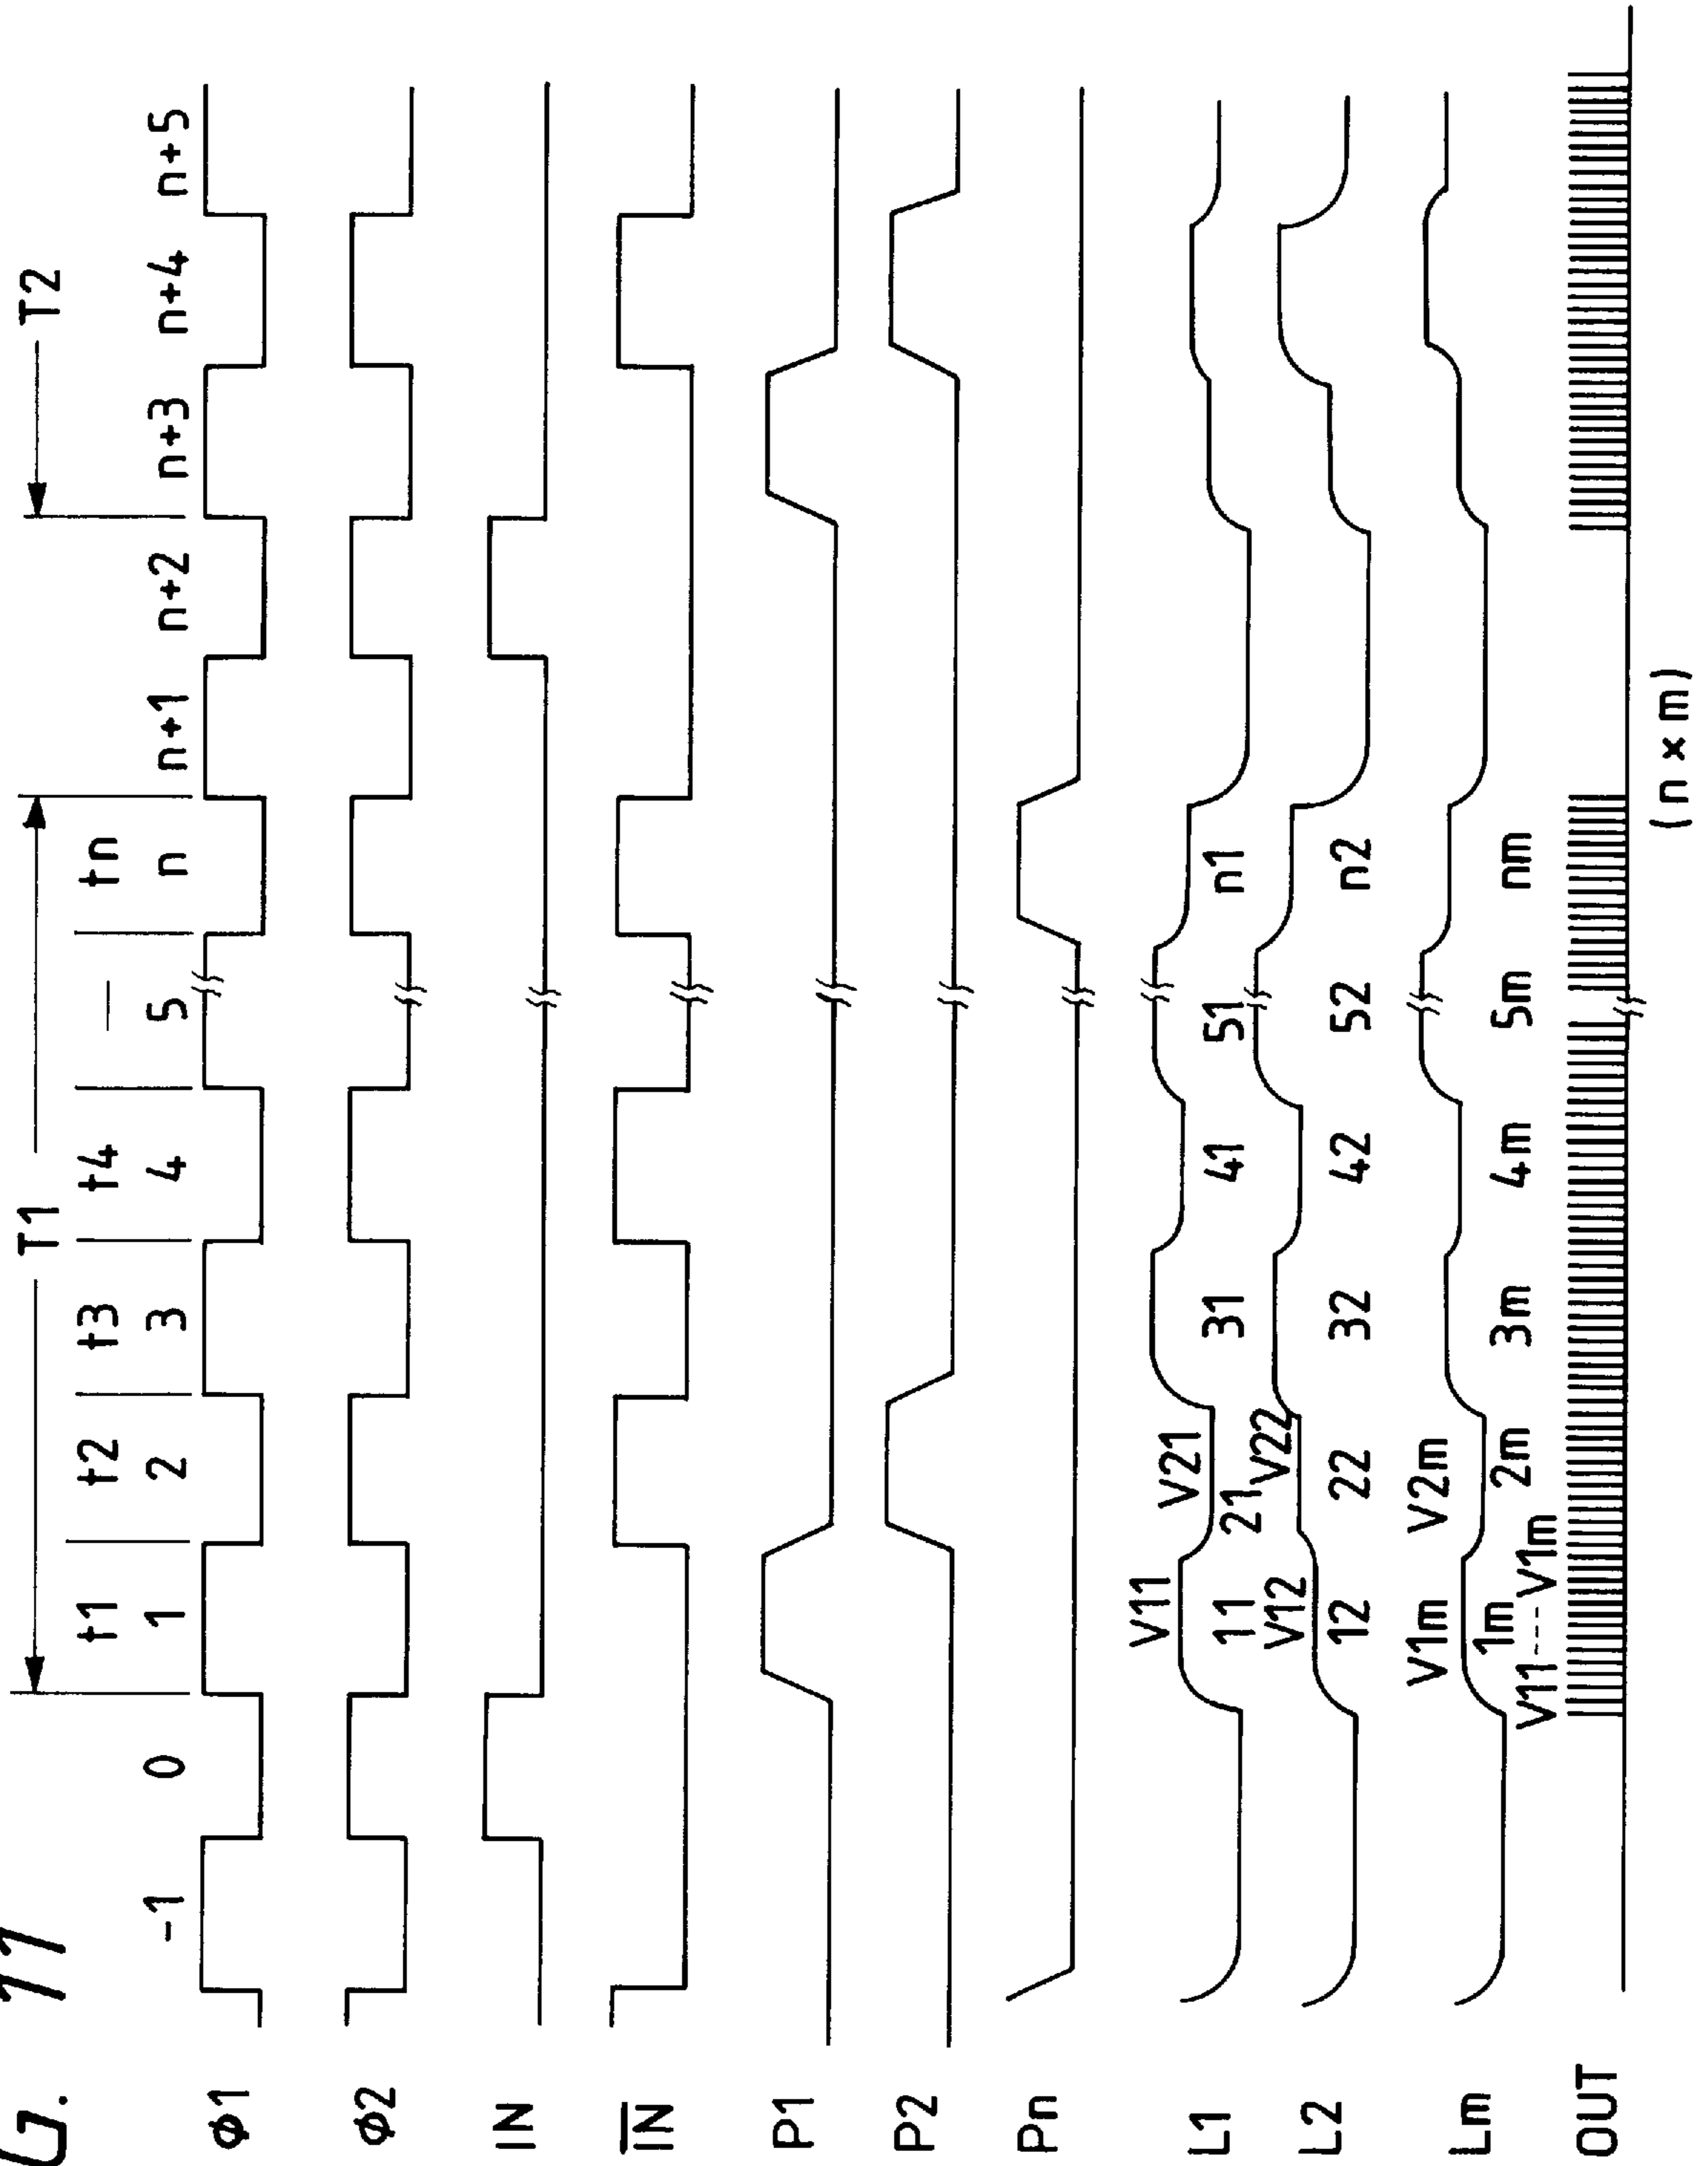 G. 11
T1 T2
t1 t2 t3 t4 — tn
-1 0 1 2 3 4 5 n n+1 n+2 n+3 n+4 n+5
Φ1
Φ2
IN
I̅N̅
P1
P2
Pn
V11 V21
L1 11 21 31 41 51 n1
V12 V22
L2 12 22 32 42 52 n2
V1m V2m
Lm 1m 2m 3m 4m 5m nm
V11----V1m
OUT
(n × m)